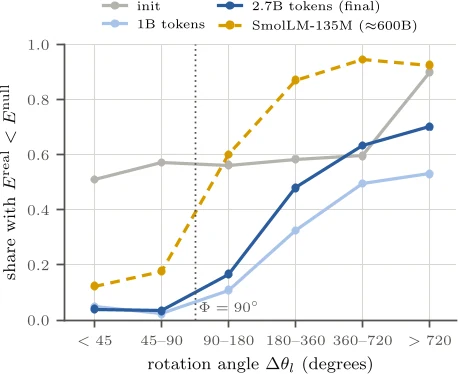 init
1B tokens
2.7B tokens (final)
SmolLM-135M (≈600B)
share with E^real < E^null
1.0
0.8
0.6
0.4
0.2
0.0
Φ = 90°
< 45
45–90
90–180
180–360
360–720
> 720
rotation angle Δθ_l (degrees)